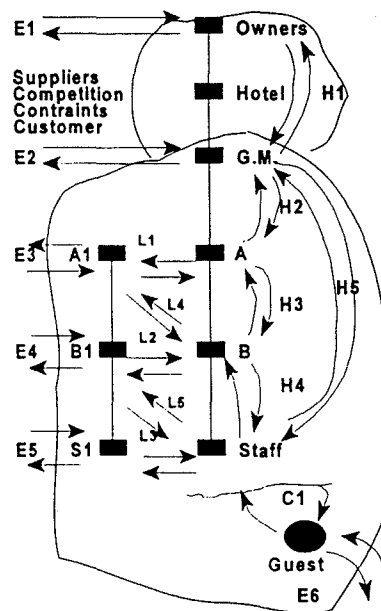 E1
Owners
Suppliers
Competition
Contraints
Customer
Hotel
H1
E2
G.M
H2
E3
A1
L1
A
H5
L4
H3
E4
B1
L2
B
H4
L5
E5
S1
L3
Staff
C1
Guest
E6